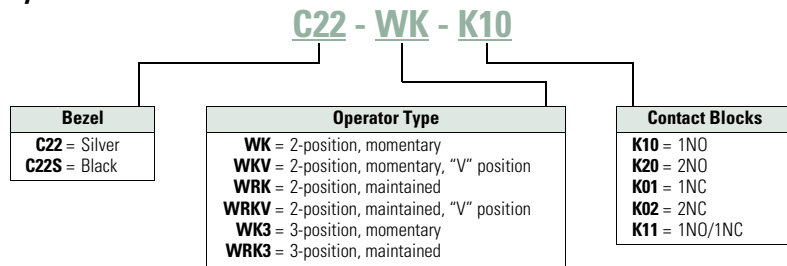 C22 - WK - K10
Bezel
C22 = Silver
C22S = Black
Operator Type
WK = 2-position, momentary
WKV = 2-position, momentary, “V” position
WRK = 2-position, maintained
WRKV = 2-position, maintained, “V” position
WK3 = 3-position, momentary
WRK3 = 3-position, maintained
Contact Blocks
K10 = 1NO
K20 = 2NO
K01 = 1NC
K02 = 2NC
K11 = 1NO/1NC